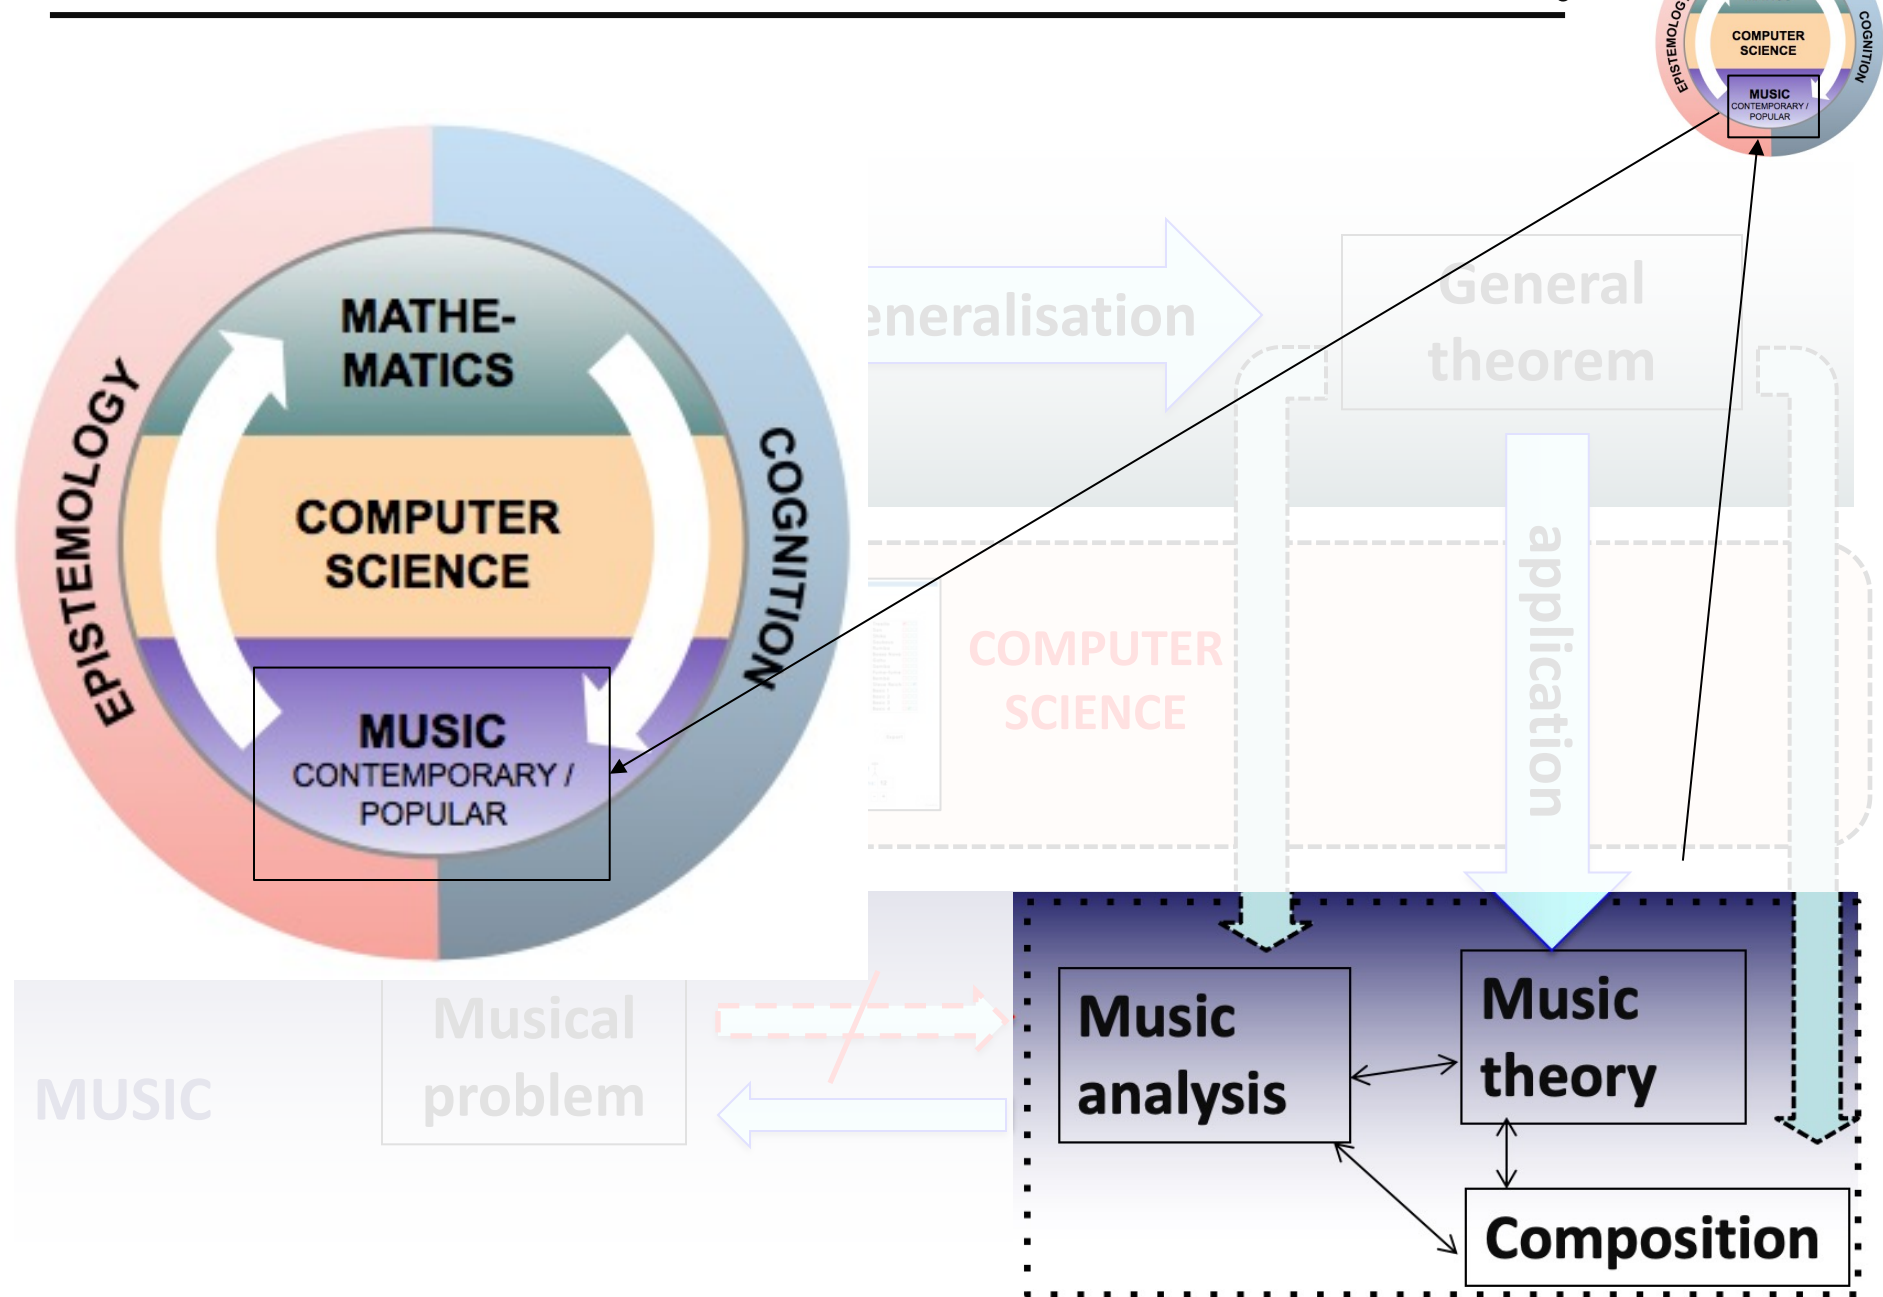 EPISTEMOLOGY
COGNITION
COMPUTER
SCIENCE
MUSIC
CONTEMPORARY /
POPULAR
MATHE-
MATICS
EPISTEMOLOGY
COGNITION
COMPUTER
SCIENCE
MUSIC
CONTEMPORARY /
POPULAR
eneralisation
General
theorem
application
COMPUTER
SCIENCE
Musical
problem
MUSIC
Music
analysis
Music
theory
Composition